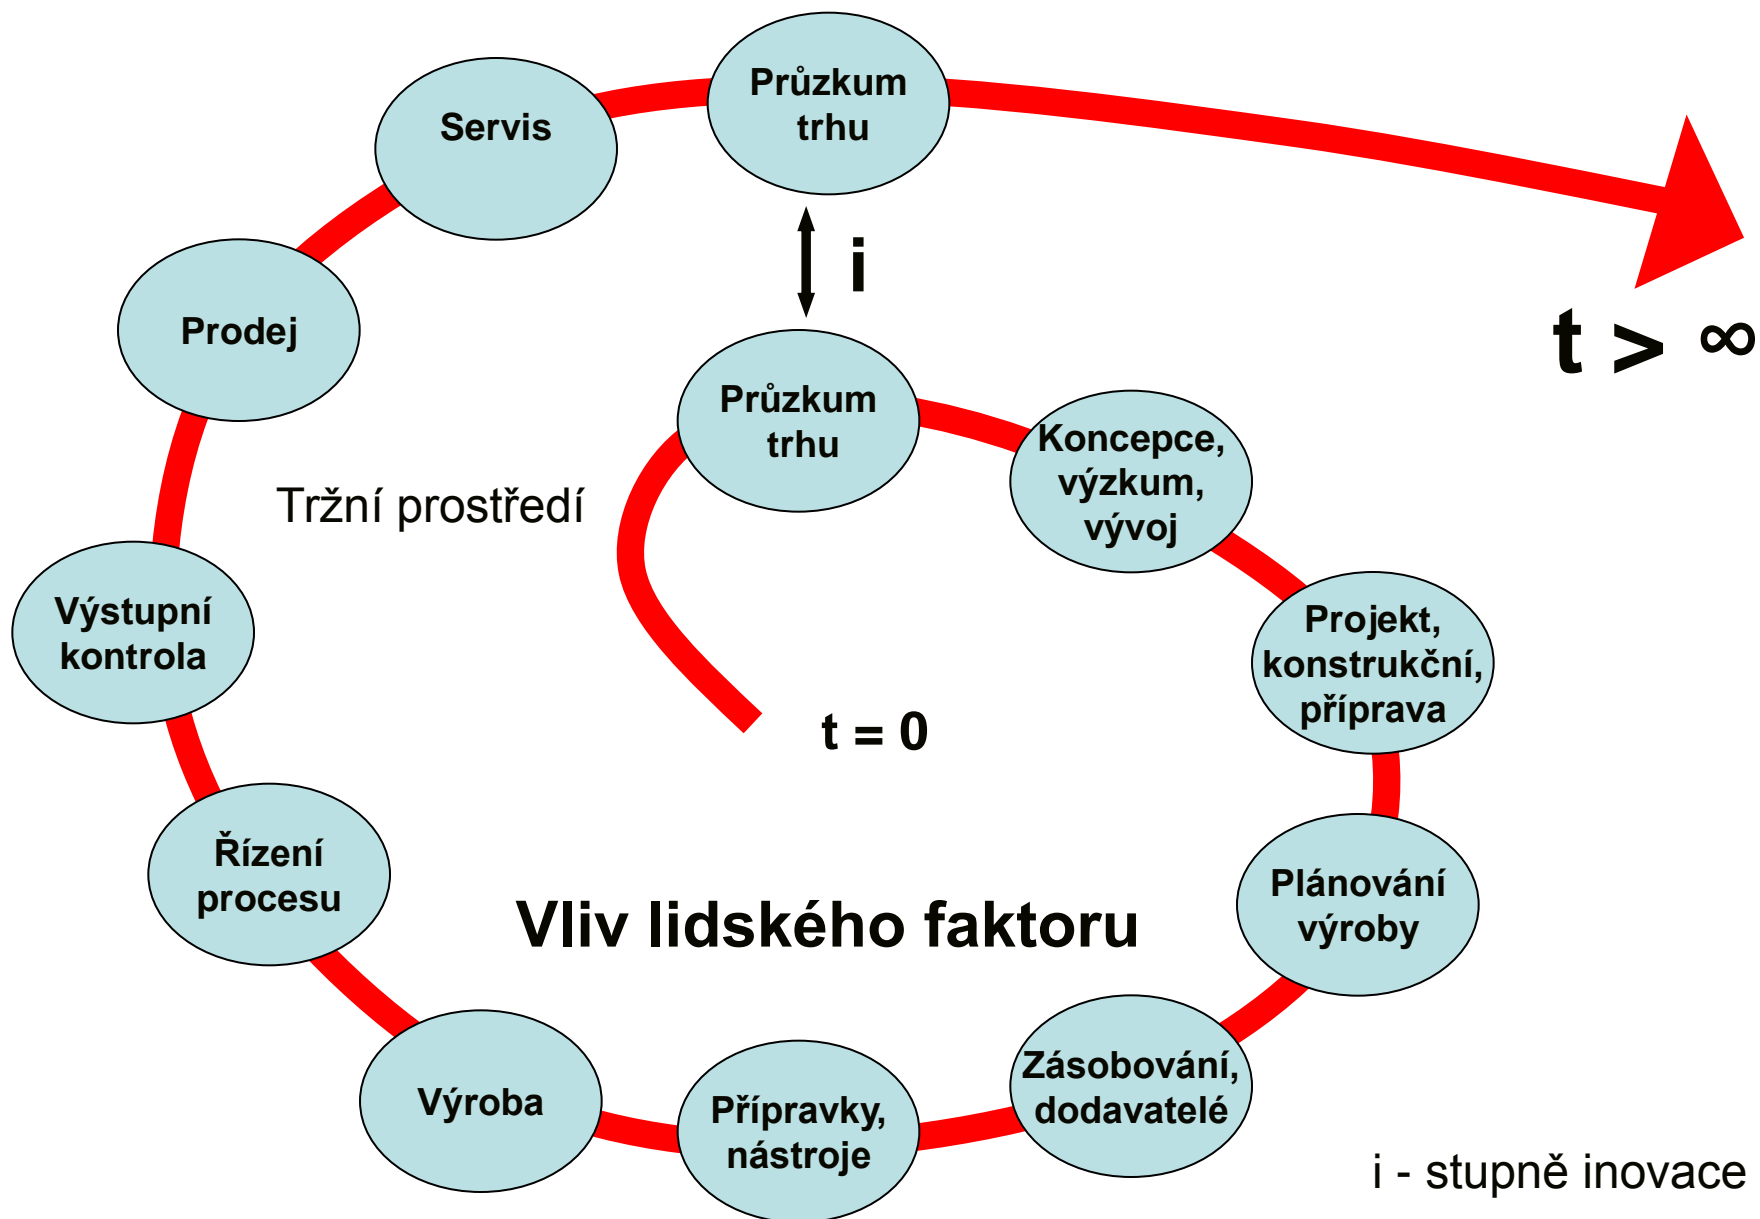 Průzkum
trhu
Servis
i
Prodej
t > ∞
Průzkum
trhu
Koncepce,
výzkum,
vývoj
Tržní prostředí
Výstupní
kontrola
Projekt,
konstrukční,
příprava
t = 0
Řízení
procesu
Plánování
výroby
Vliv lidského faktoru
Zásobování,
dodavatelé
Výroba
Přípravky,
nástroje
i - stupně inovace